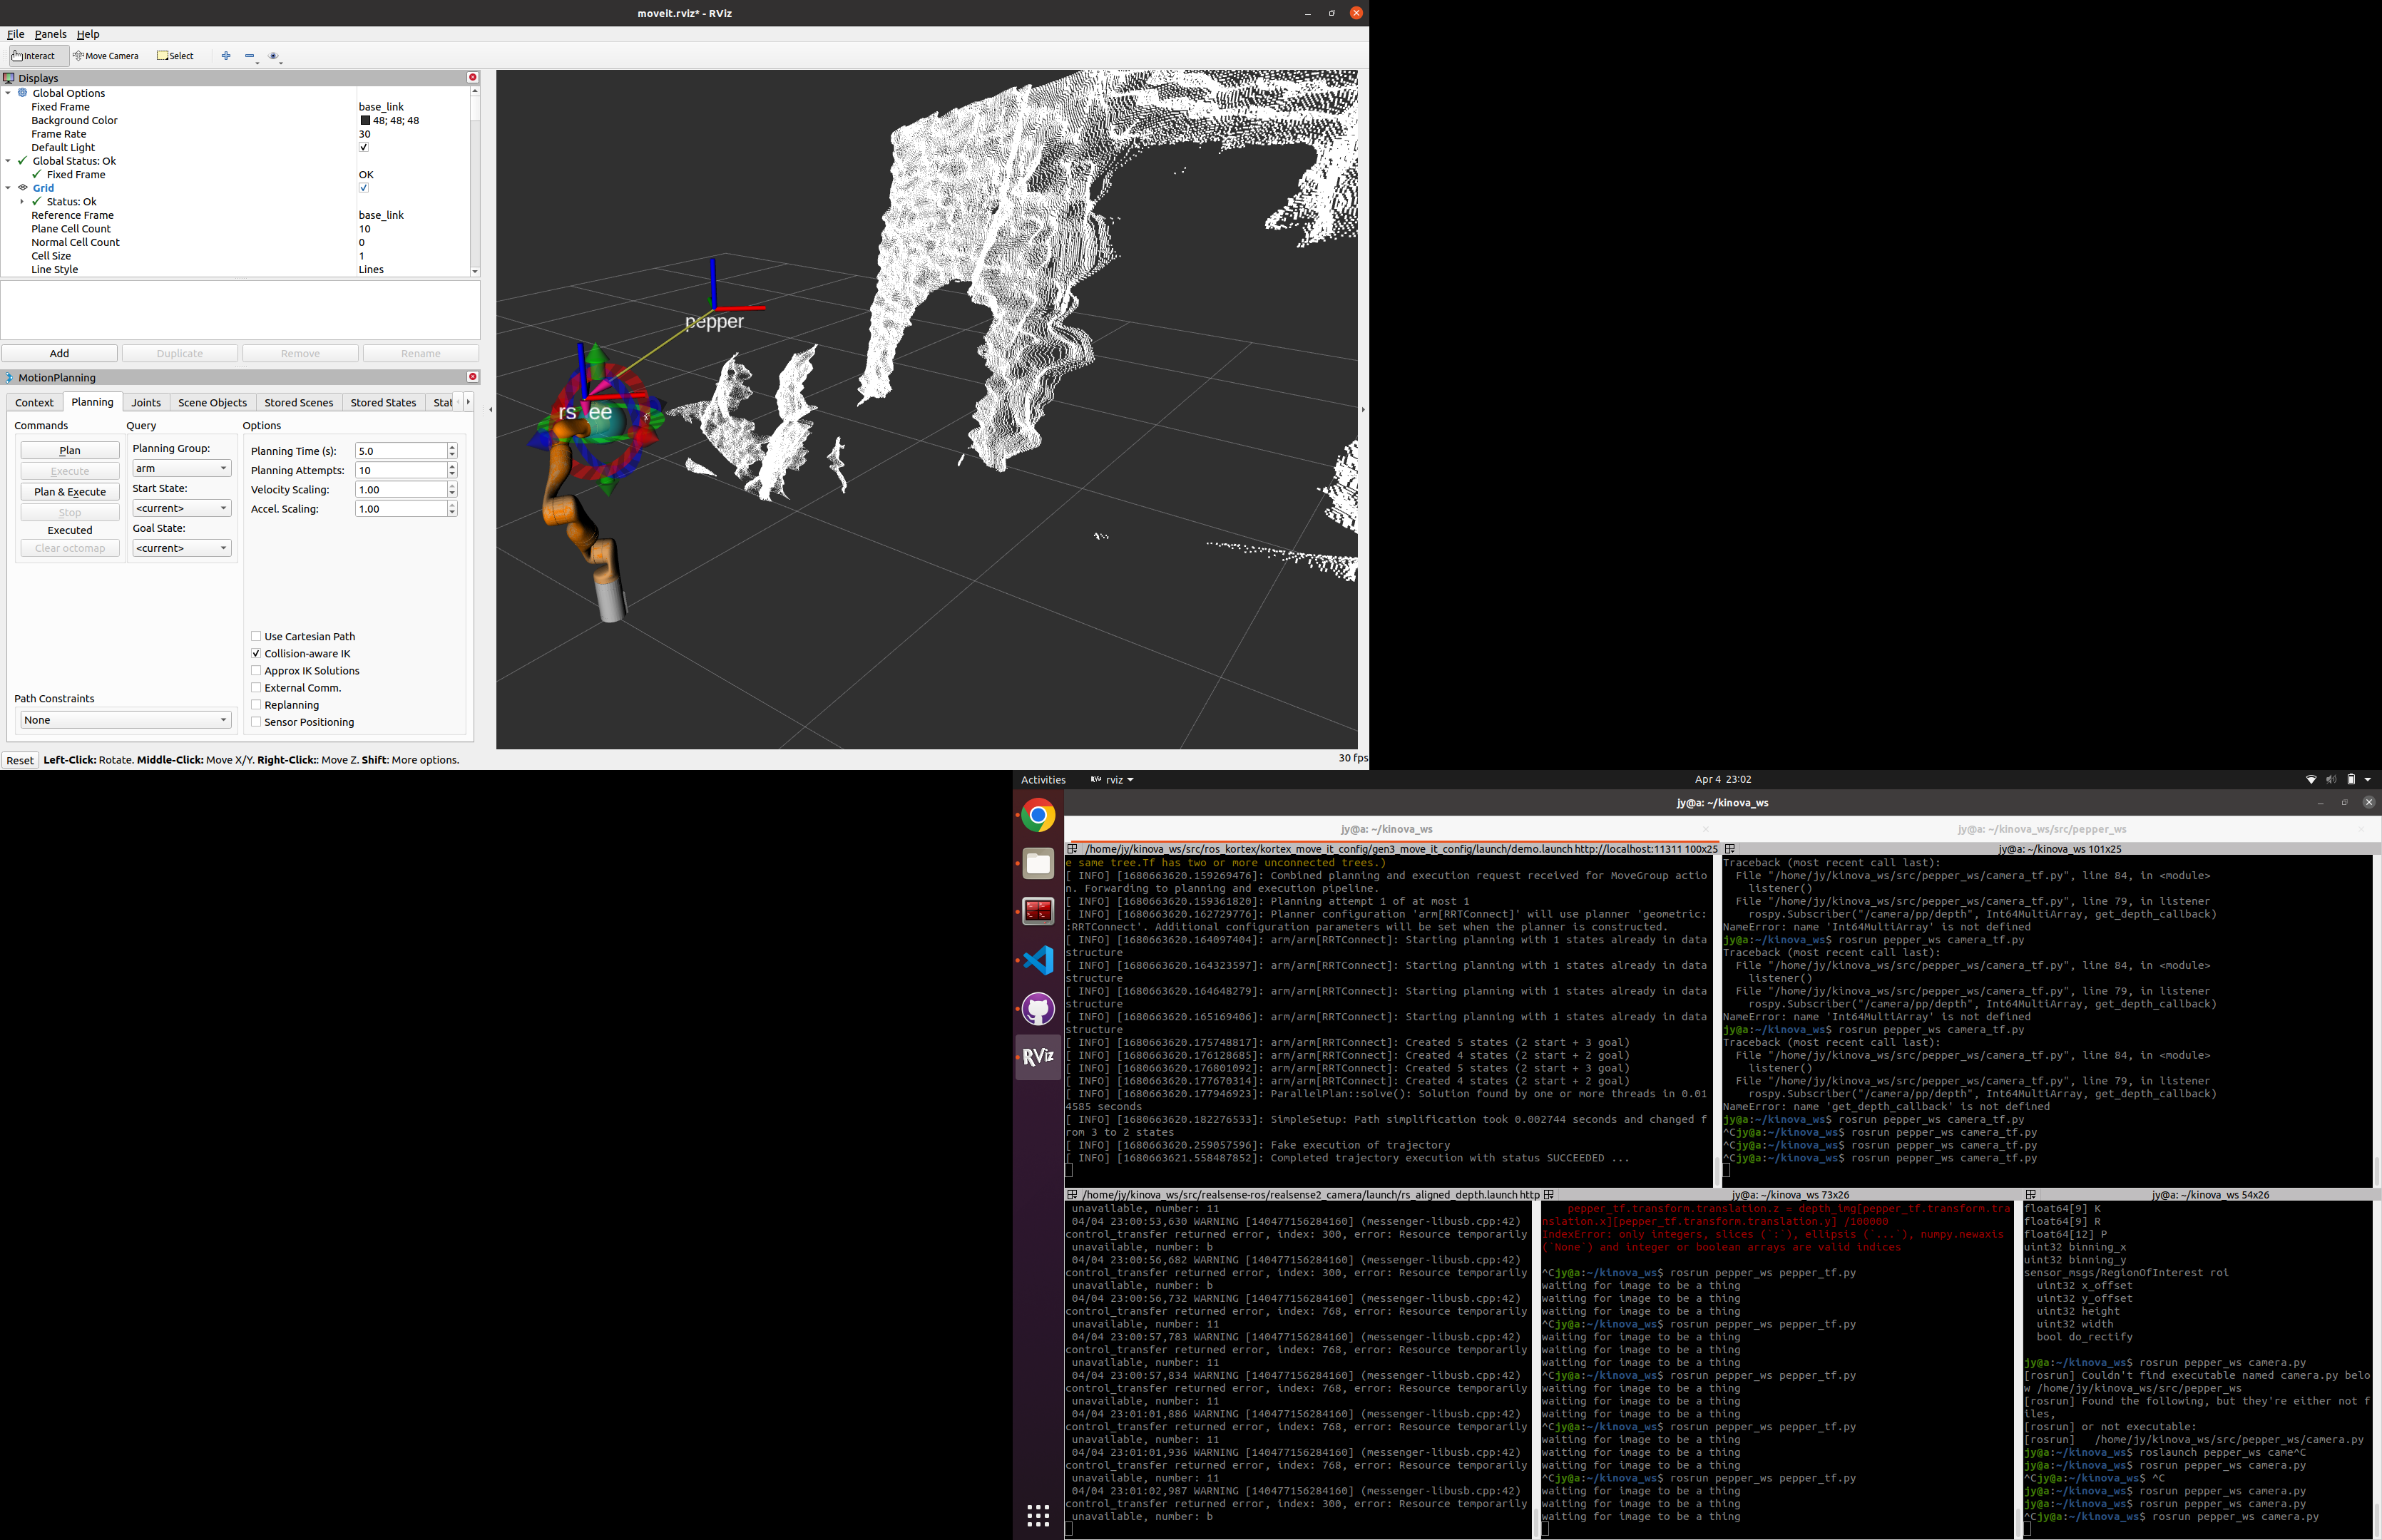 moveit.rviz* - RViz
File Panels Help
Interact Move Camera Select
Displays
Global Options
Fixed Frame base_link
Background Color 48; 48; 48
Frame Rate 30
Default Light
Global Status: Ok
Fixed Frame OK
Grid
Status: Ok
Reference Frame base_link
Plane Cell Count 10
Normal Cell Count 0
Cell Size 1
Line Style Lines
Add Duplicate Remove Rename
MotionPlanning
Context Planning Joints Scene Objects Stored Scenes Stored States Stat
Commands Query Options
Plan
Execute
Plan & Execute
Stop
Executed
Clear octomap
Planning Group:
arm
Start State:
<current>
Goal State:
<current>
Planning Time (s): 5.0
Planning Attempts: 10
Velocity Scaling: 1.00
Accel. Scaling: 1.00
Use Cartesian Path
Collision-aware IK
Approx IK Solutions
External Comm.
Replanning
Sensor Positioning
Path Constraints
None
pepper
rs ee
Reset Left-Click: Rotate. Middle-Click: Move X/Y. Right-Click:: Move Z. Shift: More options.
30 fps
Activities RViz rviz Apr 4 23:02
jy@a: ~/kinova_ws
jy@a: ~/kinova_ws
jy@a: ~/kinova_ws/src/pepper_ws
RViz
/home/jy/kinova_ws/src/ros_kortex/kortex_move_it_config/gen3_move_it_config/launch/demo.launch http://localhost:11311 100x25
e same tree.Tf has two or more unconnected trees.)
[ INFO] [1680663620.159269476]: Combined planning and execution request received for MoveGroup actio
n. Forwarding to planning and execution pipeline.
[ INFO] [1680663620.159361820]: Planning attempt 1 of at most 1
[ INFO] [1680663620.162729776]: Planner configuration 'arm[RRTConnect]' will use planner 'geometric:
:RRTConnect'. Additional configuration parameters will be set when the planner is constructed.
[ INFO] [1680663620.164097404]: arm/arm[RRTConnect]: Starting planning with 1 states already in data
structure
[ INFO] [1680663620.164323597]: arm/arm[RRTConnect]: Starting planning with 1 states already in data
structure
[ INFO] [1680663620.164648279]: arm/arm[RRTConnect]: Starting planning with 1 states already in data
structure
[ INFO] [1680663620.165169406]: arm/arm[RRTConnect]: Starting planning with 1 states already in data
structure
[ INFO] [1680663620.175748817]: arm/arm[RRTConnect]: Created 5 states (2 start + 3 goal)
[ INFO] [1680663620.176128685]: arm/arm[RRTConnect]: Created 4 states (2 start + 2 goal)
[ INFO] [1680663620.176801092]: arm/arm[RRTConnect]: Created 5 states (2 start + 3 goal)
[ INFO] [1680663620.177670314]: arm/arm[RRTConnect]: Created 4 states (2 start + 2 goal)
[ INFO] [1680663620.177946923]: ParallelPlan::solve(): Solution found by one or more threads in 0.01
4585 seconds
[ INFO] [1680663620.182276533]: SimpleSetup: Path simplification took 0.002744 seconds and changed f
rom 3 to 2 states
[ INFO] [1680663620.259057596]: Fake execution of trajectory
[ INFO] [1680663621.558487852]: Completed trajectory execution with status SUCCEEDED ...
jy@a: ~/kinova_ws 101x25
Traceback (most recent call last):
File "/home/jy/kinova_ws/src/pepper_ws/camera_tf.py", line 84, in <module>
listener()
File "/home/jy/kinova_ws/src/pepper_ws/camera_tf.py", line 79, in listener
rospy.Subscriber("/camera/pp/depth", Int64MultiArray, get_depth_callback)
NameError: name 'Int64MultiArray' is not defined
jy@a:~/kinova_ws$ rosrun pepper_ws camera_tf.py
Traceback (most recent call last):
File "/home/jy/kinova_ws/src/pepper_ws/camera_tf.py", line 84, in <module>
listener()
File "/home/jy/kinova_ws/src/pepper_ws/camera_tf.py", line 79, in listener
rospy.Subscriber("/camera/pp/depth", Int64MultiArray, get_depth_callback)
NameError: name 'Int64MultiArray' is not defined
jy@a:~/kinova_ws$ rosrun pepper_ws camera_tf.py
Traceback (most recent call last):
File "/home/jy/kinova_ws/src/pepper_ws/camera_tf.py", line 84, in <module>
listener()
File "/home/jy/kinova_ws/src/pepper_ws/camera_tf.py", line 79, in listener
rospy.Subscriber("/camera/pp/depth", Int64MultiArray, get_depth_callback)
NameError: name 'get_depth_callback' is not defined
jy@a:~/kinova_ws$ rosrun pepper_ws camera_tf.py
^Cjy@a:~/kinova_ws$ rosrun pepper_ws camera_tf.py
^Cjy@a:~/kinova_ws$ rosrun pepper_ws camera_tf.py
^Cjy@a:~/kinova_ws$ rosrun pepper_ws camera_tf.py
/home/jy/kinova_ws/src/realsense-ros/realsense2_camera/launch/rs_aligned_depth.launch http
unavailable, number: 11
04/04 23:00:53,630 WARNING [140477156284160] (messenger-libusb.cpp:42)
control_transfer returned error, index: 300, error: Resource temporarily
unavailable, number: b
04/04 23:00:56,682 WARNING [140477156284160] (messenger-libusb.cpp:42)
control_transfer returned error, index: 300, error: Resource temporarily
unavailable, number: b
04/04 23:00:56,732 WARNING [140477156284160] (messenger-libusb.cpp:42)
control_transfer returned error, index: 768, error: Resource temporarily
unavailable, number: 11
04/04 23:00:57,783 WARNING [140477156284160] (messenger-libusb.cpp:42)
control_transfer returned error, index: 768, error: Resource temporarily
unavailable, number: 11
04/04 23:00:57,834 WARNING [140477156284160] (messenger-libusb.cpp:42)
control_transfer returned error, index: 768, error: Resource temporarily
unavailable, number: 11
04/04 23:01:01,886 WARNING [140477156284160] (messenger-libusb.cpp:42)
control_transfer returned error, index: 768, error: Resource temporarily
unavailable, number: 11
04/04 23:01:01,936 WARNING [140477156284160] (messenger-libusb.cpp:42)
control_transfer returned error, index: 768, error: Resource temporarily
unavailable, number: 11
04/04 23:01:02,987 WARNING [140477156284160] (messenger-libusb.cpp:42)
control_transfer returned error, index: 300, error: Resource temporarily
unavailable, number: b
jy@a: ~/kinova_ws 73x26
pepper_tf.transform.translation.z = depth_img[pepper_tf.transform.tra
nslation.x][pepper_tf.transform.translation.y] /100000
IndexError: only integers, slices (`:`), ellipsis (`...`), numpy.newaxis
(`None`) and integer or boolean arrays are valid indices
^Cjy@a:~/kinova_ws$ rosrun pepper_ws pepper_tf.py
waiting for image to be a thing
waiting for image to be a thing
waiting for image to be a thing
^Cjy@a:~/kinova_ws$ rosrun pepper_ws pepper_tf.py
waiting for image to be a thing
waiting for image to be a thing
waiting for image to be a thing
^Cjy@a:~/kinova_ws$ rosrun pepper_ws pepper_tf.py
waiting for image to be a thing
waiting for image to be a thing
waiting for image to be a thing
^Cjy@a:~/kinova_ws$ rosrun pepper_ws pepper_tf.py
waiting for image to be a thing
waiting for image to be a thing
waiting for image to be a thing
^Cjy@a:~/kinova_ws$ rosrun pepper_ws pepper_tf.py
waiting for image to be a thing
waiting for image to be a thing
waiting for image to be a thing
jy@a: ~/kinova_ws 54x26
float64[9] K
float64[9] R
float64[12] P
uint32 binning_x
uint32 binning_y
sensor_msgs/RegionOfInterest roi
uint32 x_offset
uint32 y_offset
uint32 height
uint32 width
bool do_rectify
jy@a:~/kinova_ws$ rosrun pepper_ws camera.py
[rosrun] Couldn't find executable named camera.py belo
w /home/jy/kinova_ws/src/pepper_ws
[rosrun] Found the following, but they're either not f
iles,
[rosrun] or not executable:
[rosrun]   /home/jy/kinova_ws/src/pepper_ws/camera.py
jy@a:~/kinova_ws$ roslaunch pepper_ws came^C
jy@a:~/kinova_ws$ rosrun pepper_ws camera.py
^Cjy@a:~/kinova_ws$ ^C
jy@a:~/kinova_ws$ rosrun pepper_ws camera.py
jy@a:~/kinova_ws$ rosrun pepper_ws camera.py
^Cjy@a:~/kinova_ws$ rosrun pepper_ws camera.py